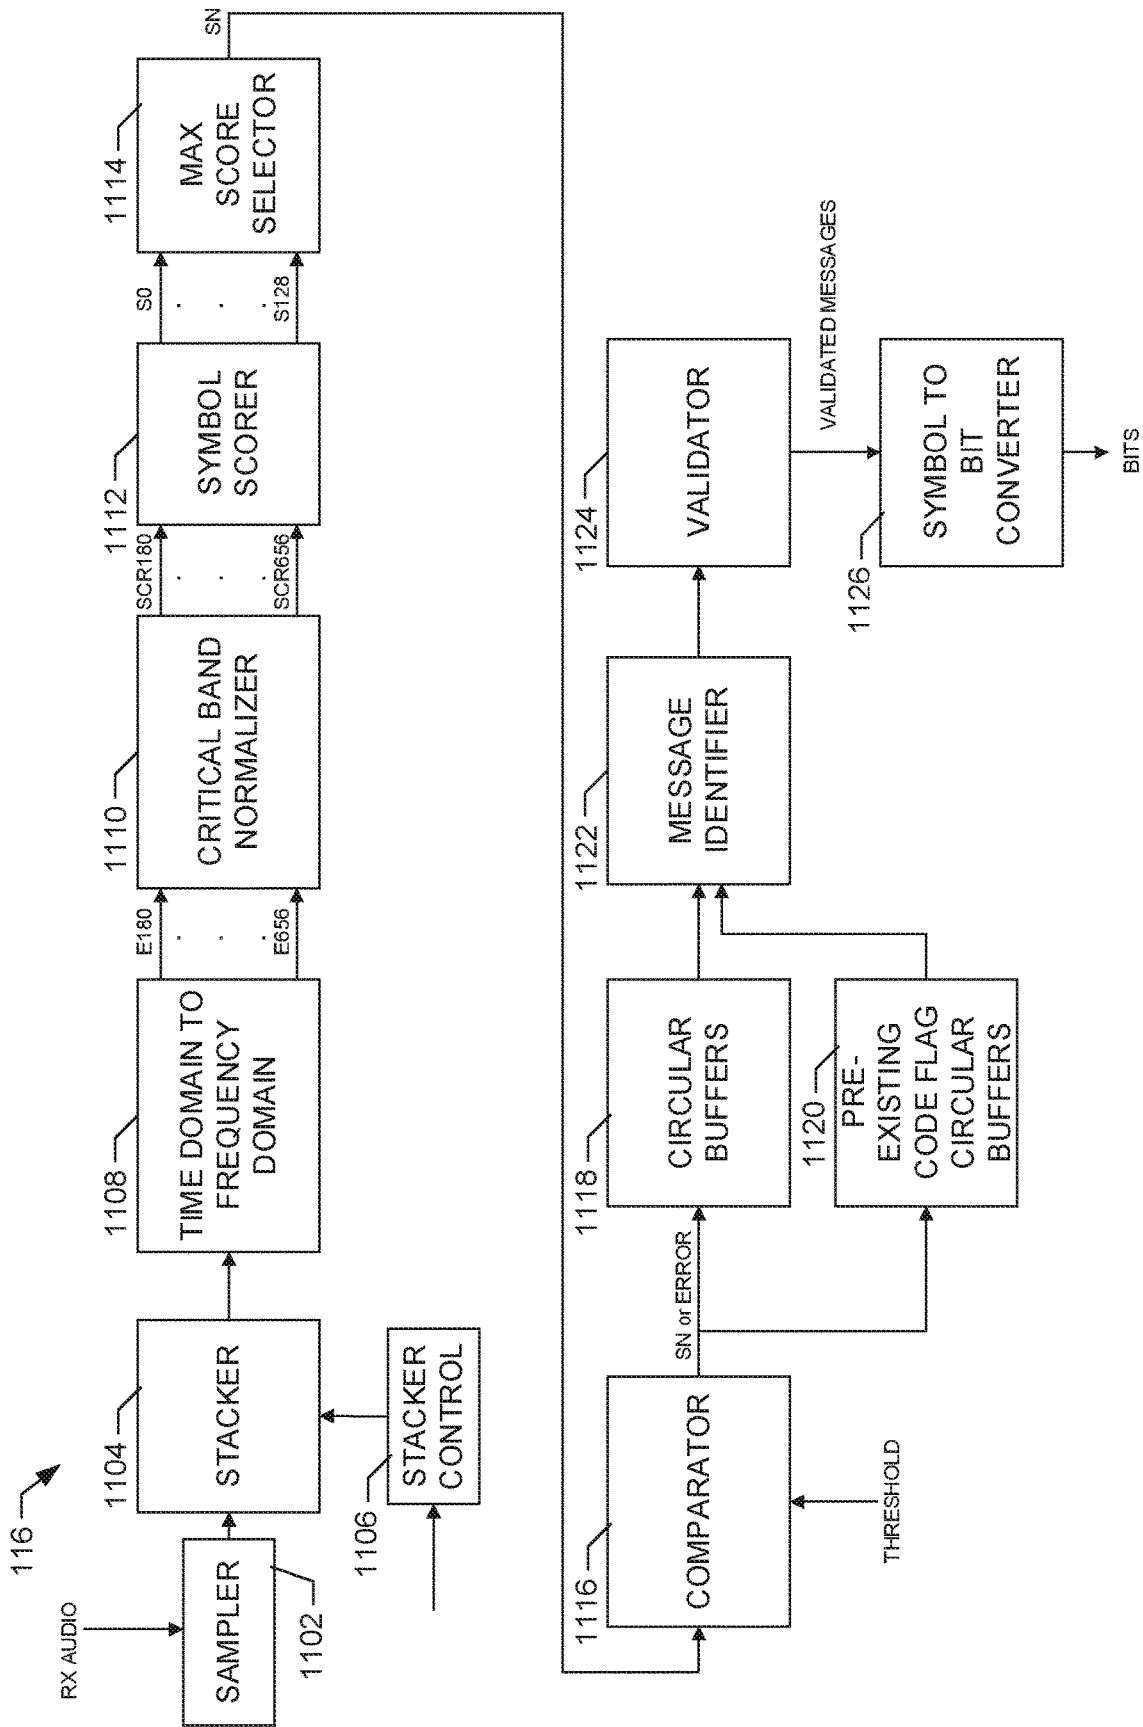 116
RX AUDIO
SAMPLER
1102
1104
STACKER
1106
STACKER
CONTROL
1108
TIME DOMAIN TO
FREQUENCY
DOMAIN
E180
.
.
.
E656
1110
CRITICAL BAND
NORMALIZER
SCR180
.
.
.
SCR656
1112
SYMBOL
SCORER
S0
.
.
.
S128
1114
MAX
SCORE
SELECTOR
SN
1116
COMPARATOR
THRESHOLD
SN or ERROR
1118
CIRCULAR
BUFFERS
1120
PRE-
EXISTING
CODE FLAG
CIRCULAR
BUFFERS
1122
MESSAGE
IDENTIFIER
1124
VALIDATOR
VALIDATED MESSAGES
1126
SYMBOL TO
BIT
CONVERTER
BITS